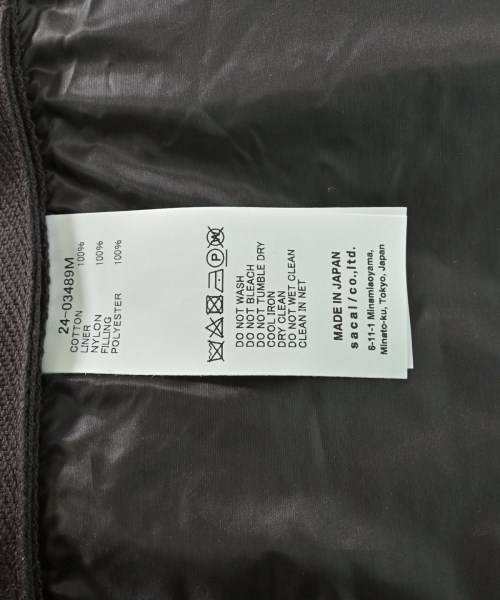 24-03489M
COTTON 100%
LINER
NYLON 100%
FILLING
POLYESTER 100%
DO NOT WASH
DO NOT BLEACH
DO NOT TUMBLE DRY
COOL IRON
DRY CLEAN
DO NOT WET CLEAN
CLEAN IN NET
MADE IN JAPAN
sacai/co.,ltd.
6-11-1 Minamiaoyama,
Minato-ku, Tokyo, Japan